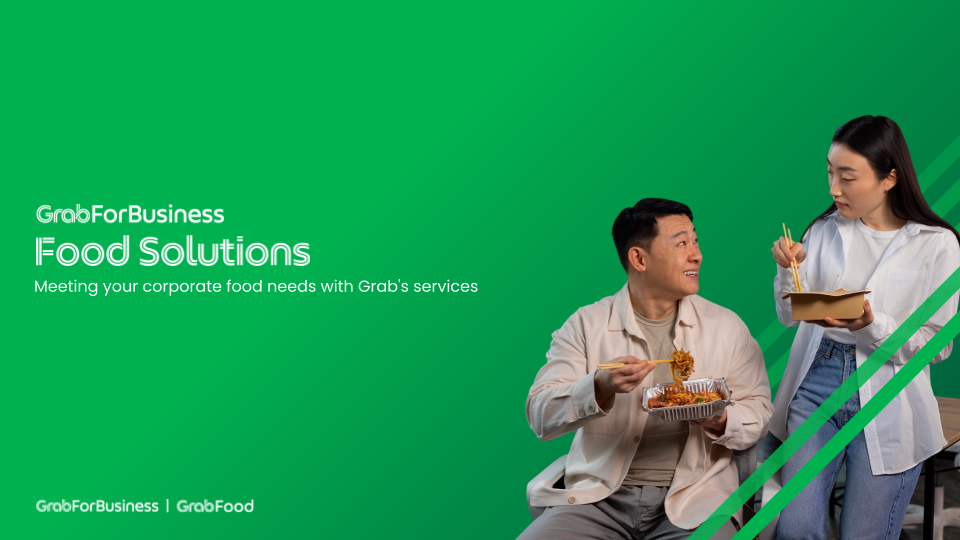 GrabForBusiness
Food Solutions
Meeting your corporate food needs with Grab's services
GrabForBusiness | GrabFood